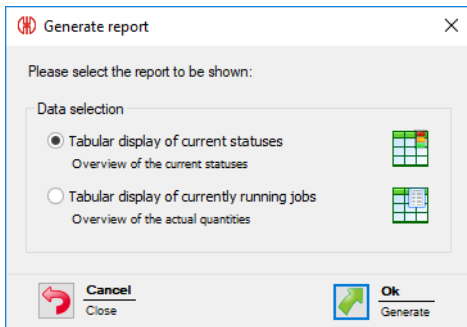 Generate report
Please select the report to be shown:
Data selection
Tabular display of current statuses
Overview of the current statuses
Tabular display of currently running jobs
Overview of the actual quantities
Cancel
Close
Ok
Generate